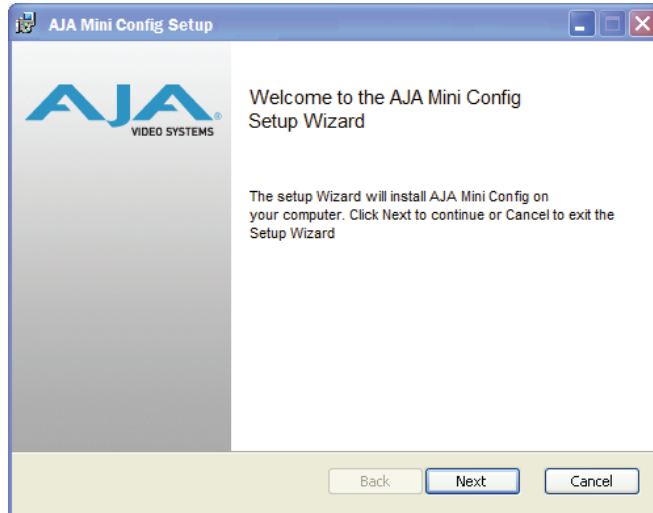 AJA Mini Config Setup
AJA®
VIDEO SYSTEMS
Welcome to the AJA Mini Config
Setup Wizard
The setup Wizard will install AJA Mini Config on
your computer. Click Next to continue or Cancel to exit the
Setup Wizard
Back
Next
Cancel